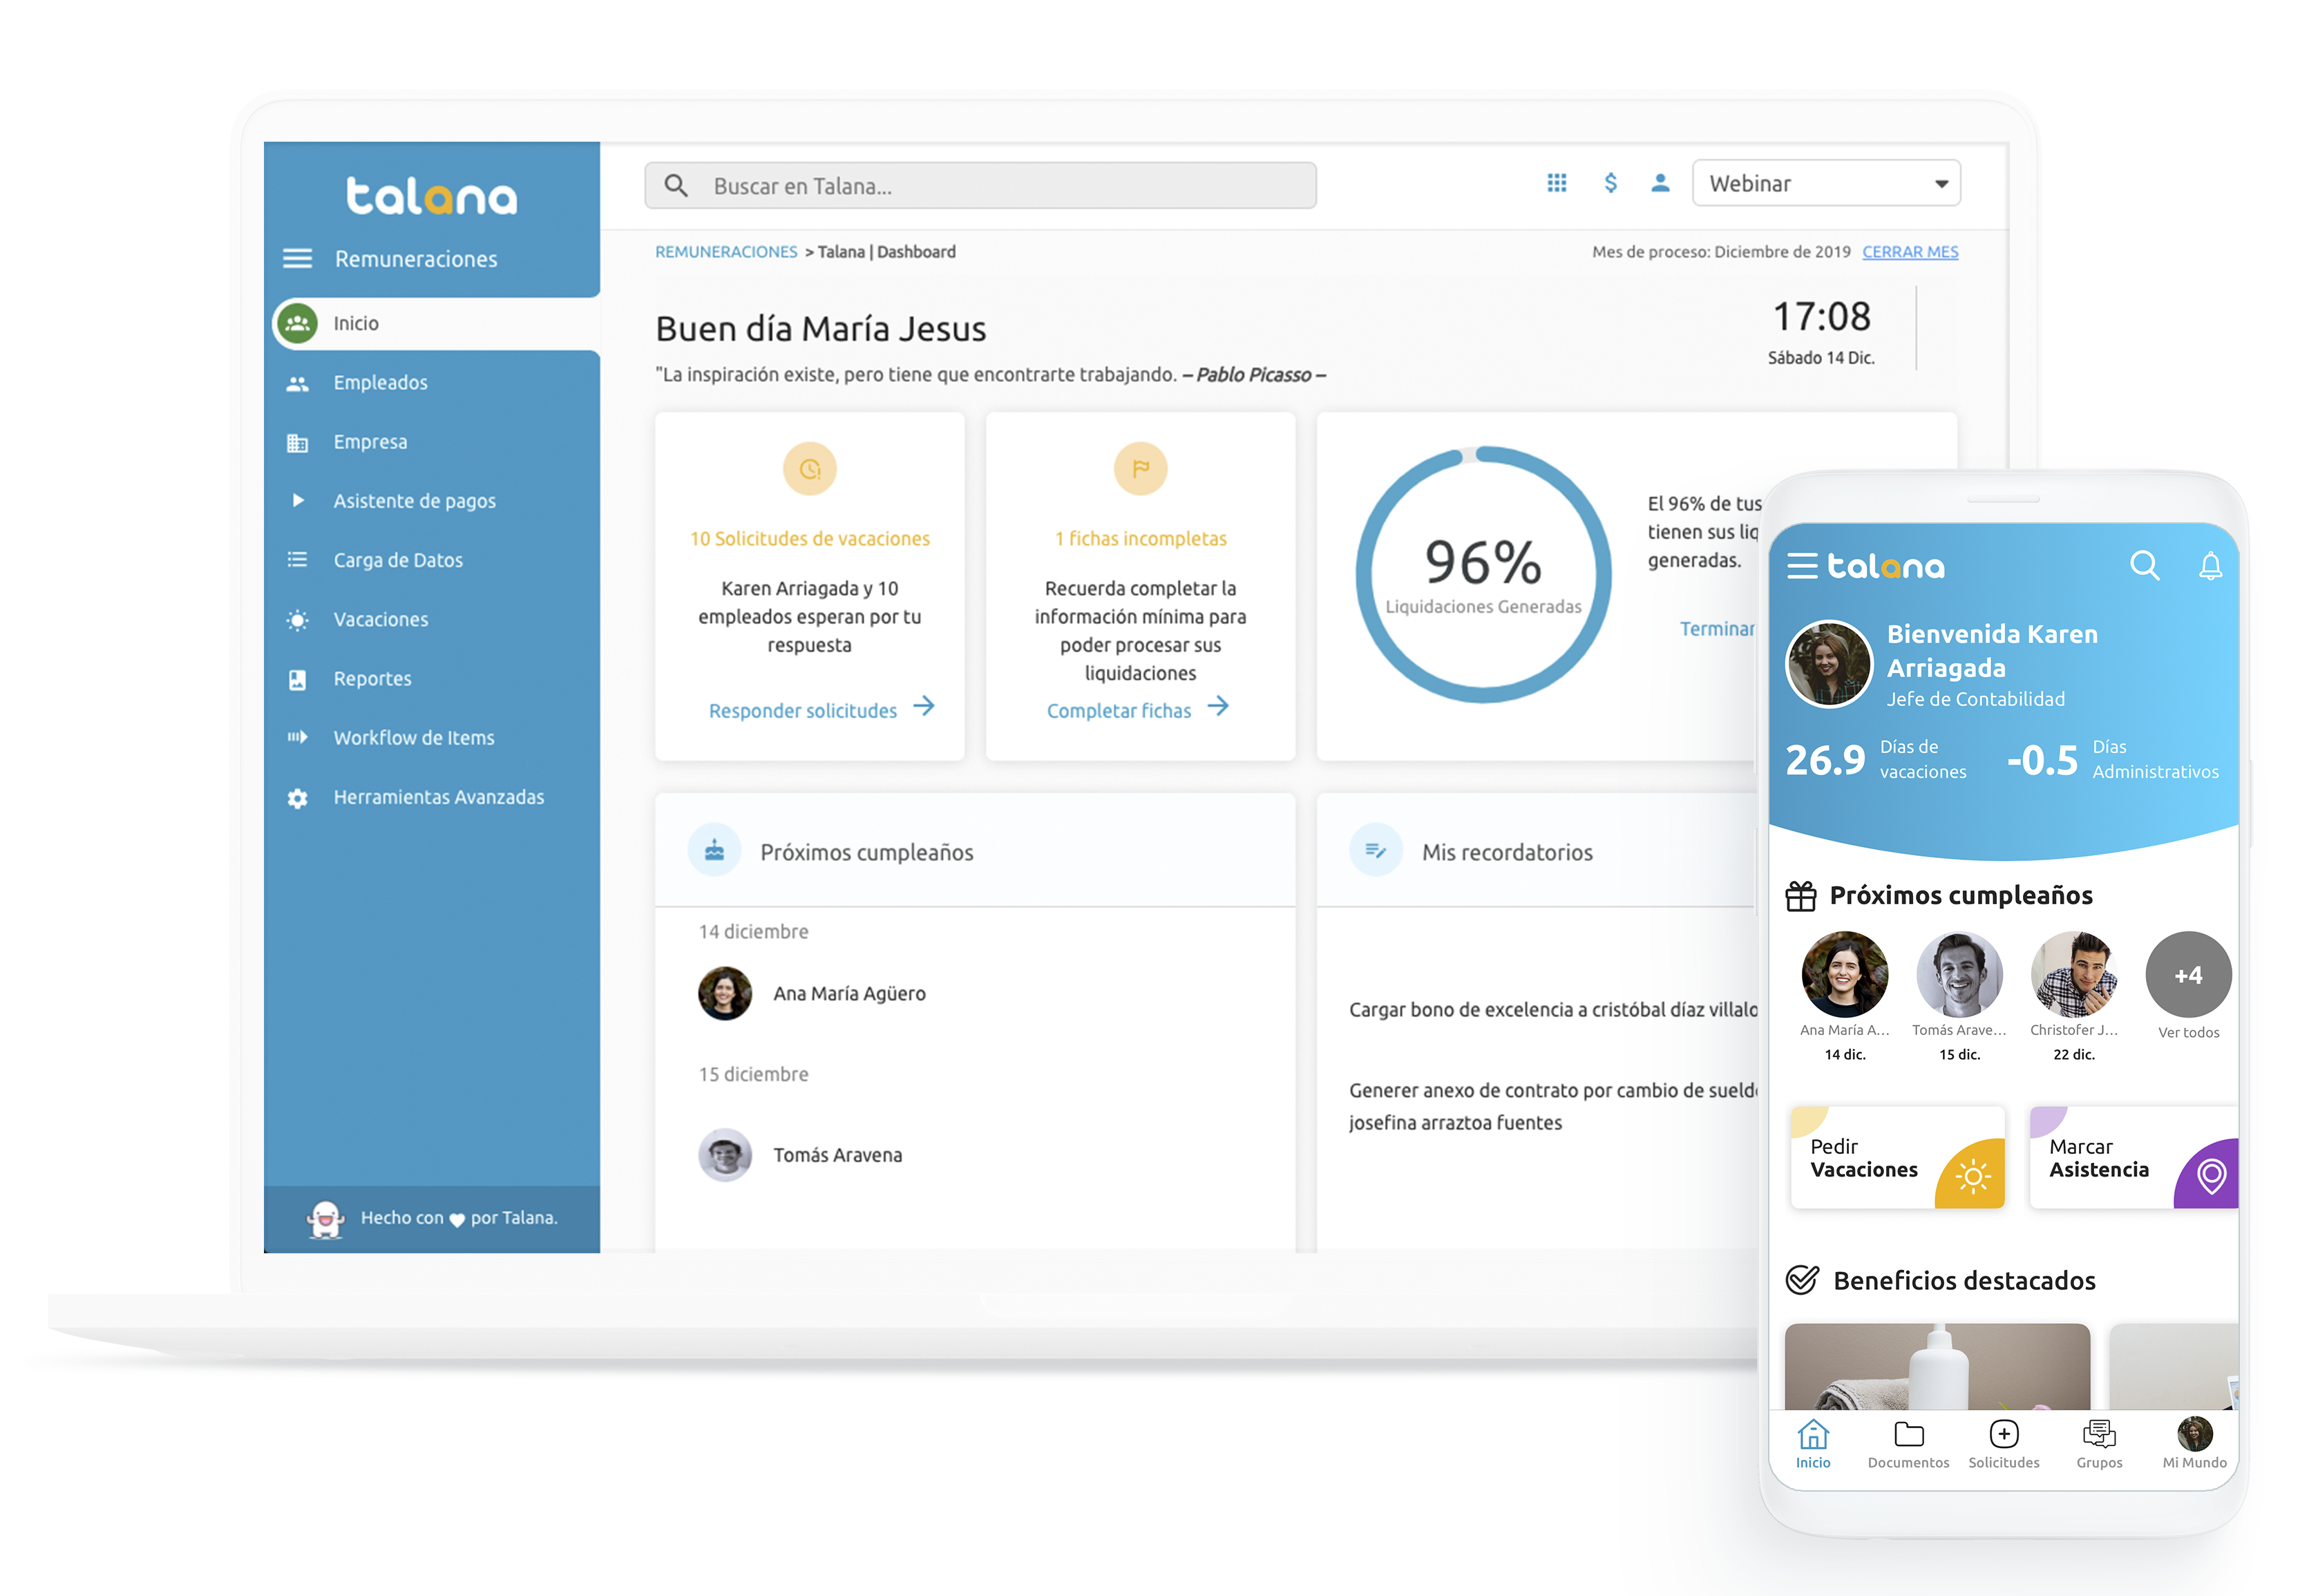 talana
Remuneraciones
Inicio
Empleados
Empresa
Asistente de pagos
Carga de Datos
Vacaciones
Reportes
Workflow de Items
Herramientas Avanzadas
Hecho con por Talana.
Buscar en Talana...
$
Webinar
REMUNERACIONES > Talana | Dashboard
Mes de proceso: Diciembre de 2019 CERRAR MES
Buen día María Jesus
"La inspiración existe, pero tiene que encontrarte trabajando. – Pablo Picasso –
17:08
Sábado 14 Dic.
10 Solicitudes de vacaciones
Karen Arriagada y 10
empleados esperan por tu
respuesta
Responder solicitudes
1 fichas incompletas
Recuerda completar la
información mínima para
poder procesar sus
liquidaciones
Completar fichas
96%
Liquidaciones Generadas
El 96% de tus
tienen sus liq
generadas.
Terminar
Próximos cumpleaños
14 diciembre
Ana María Agüero
15 diciembre
Tomás Aravena
Mis recordatorios
Cargar bono de excelencia a cristóbal díaz villalo
Generer anexo de contrato por cambio de sueld
josefina arraztoa fuentes
talana
Bienvenida Karen
Arriagada
Jefe de Contabilidad
26.9 Días de vacaciones
-0.5 Días Administrativos
Próximos cumpleaños
+4
Ana María A... Tomás Arave... Christofer J... Ver todos
14 dic. 15 dic. 22 dic.
Pedir
Vacaciones
Marcar
Asistencia
Beneficios destacados
Inicio Documentos Solicitudes Grupos Mi Mundo